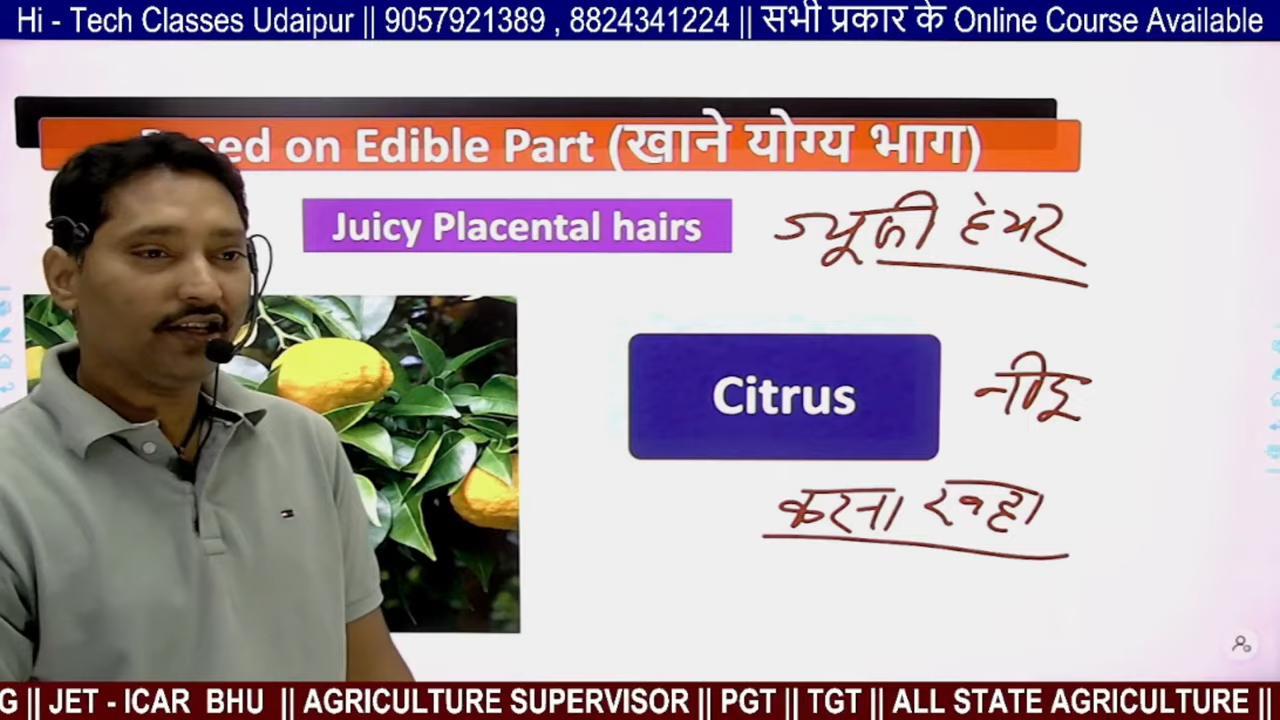 Hi - Tech Classes Udaipur || 9057921389 , 8824341224 || सभी प्रकार के Online Course Available
sed on Edible Part (खाने योग्य भाग)
Juicy Placental hairs
हेयर
Citrus
करना
G || JET - ICAR BHU || AGRICULTURE SUPERVISOR || PGT || TGT || ALL STATE AGRICULTURE ||